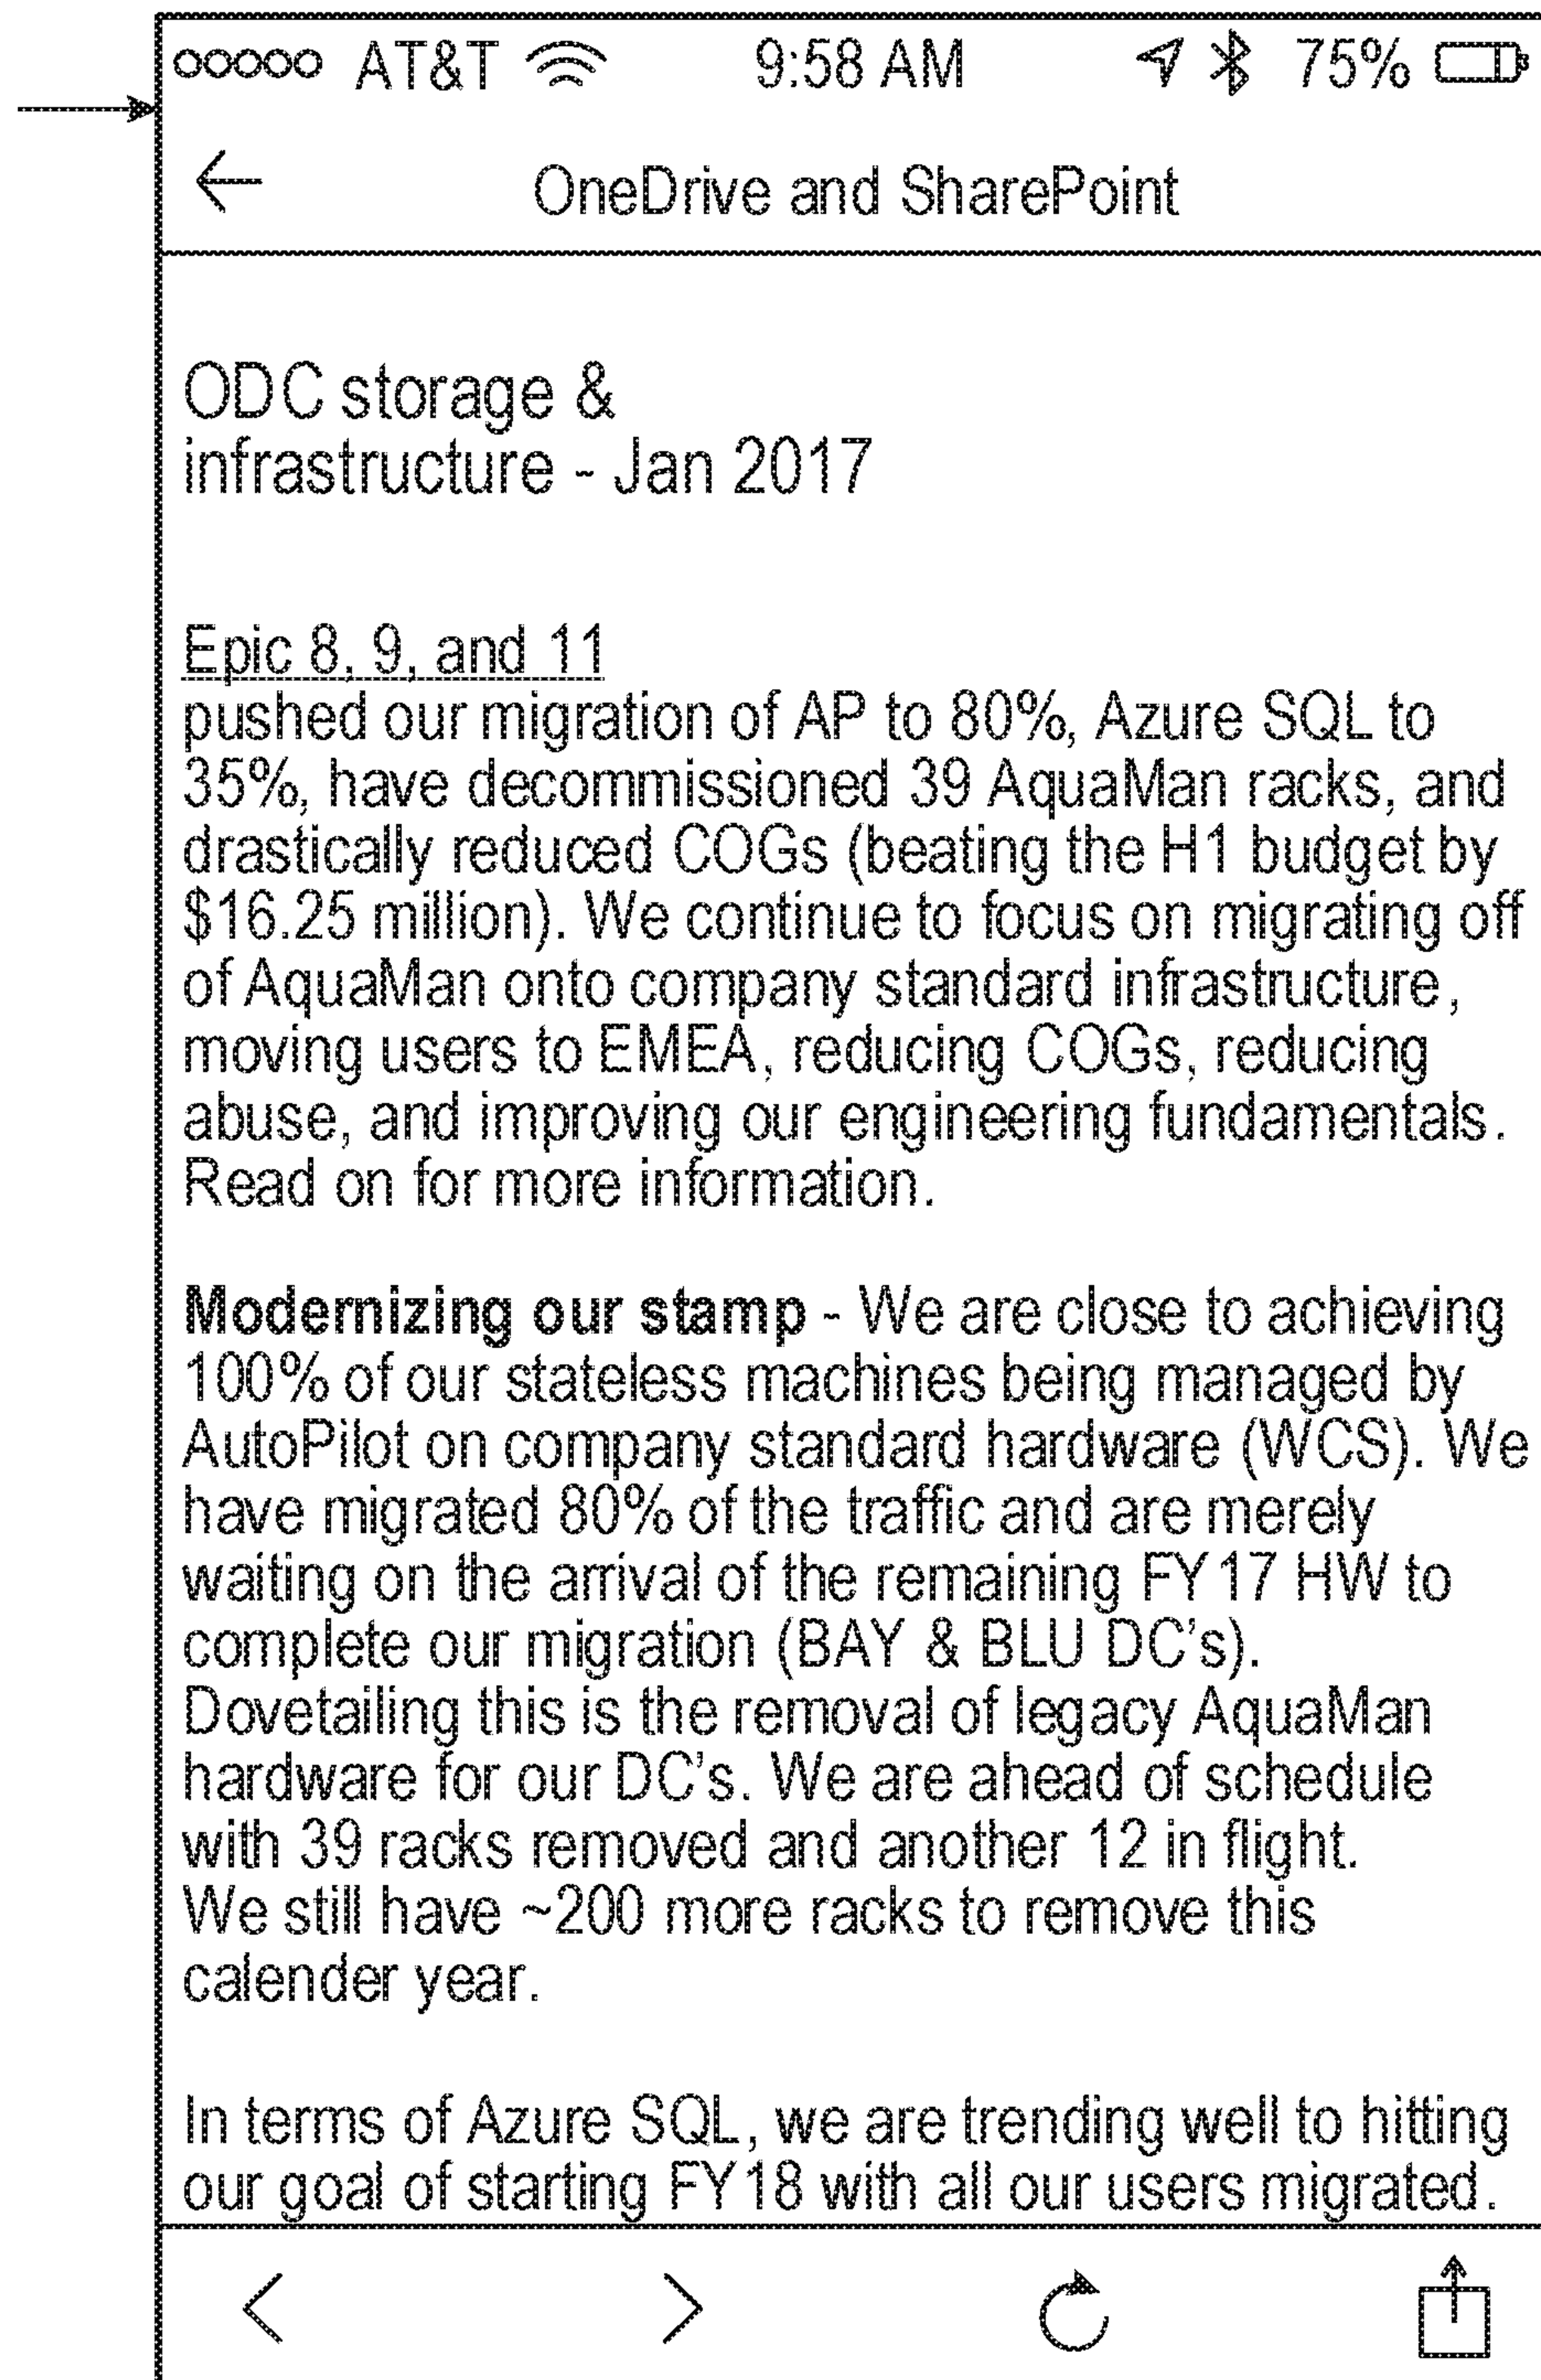 AT&T 9:58 AM 75%
OneDrive and SharePoint
ODC storage &
infrastructure - Jan 2017
Epic 8, 9, and 11
pushed our migration of AP to 80%, Azure SQL to
35%, have decommissioned 39 AquaMan racks, and
drastically reduced COGs (beating the H1 budget by
$16.25 million). We continue to focus on migrating off
of AquaMan onto company standard infrastructure,
moving users to EMEA, reducing COGs, reducing
abuse, and improving our engineering fundamentals.
Read on for more information.
Modernizing our stamp - We are close to achieving
100% of our stateless machines being managed by
AutoPilot on company standard hardware (WCS). We
have migrated 80% of the traffic and are merely
waiting on the arrival of the remaining FY17 HW to
complete our migration (BAY & BLU DC's).
Dovetailing this is the removal of legacy AquaMan
hardware for our DC's. We are ahead of schedule
with 39 racks removed and another 12 in flight.
We still have ~200 more racks to remove this
calender year.
In terms of Azure SQL, we are trending well to hitting
our goal of starting FY18 with all our users migrated.